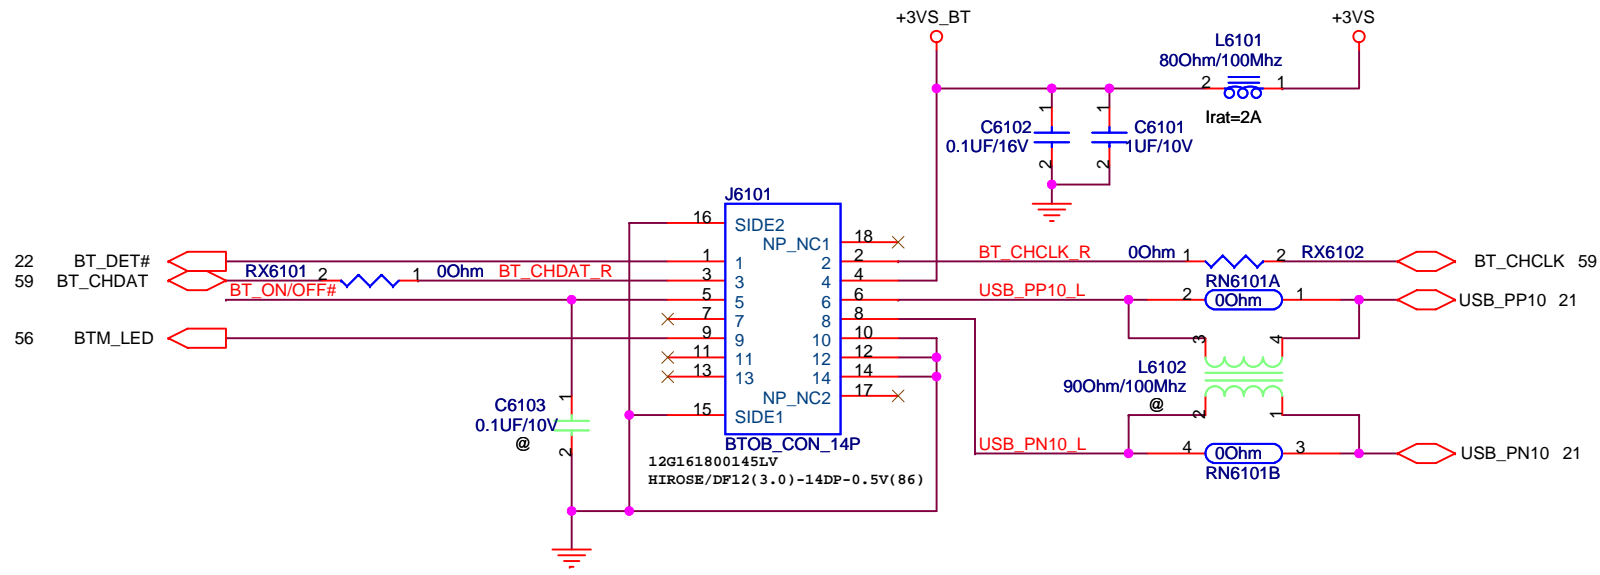 +3VS_BT
+3VS
L6101
80Ohm/100Mhz
2 1
Irat=2A
1 1
C6102 C6101
0.1UF/16V 1UF/10V
2 2
J6101
16 SIDE2
NP_NC1 18
22 BT_DET# 1 1
2 2 BT_CHCLK_R 0Ohm 1 2 RX6102 BT_CHCLK 59
59 BT_CHDAT RX6101 2 1 0Ohm BT_CHDAT_R 3 3
4 4
RN6101A
BT_ON/OFF# 5 5
6 6 USB_PP10_L 2 0Ohm 1 USB_PP10 21
7 7
8 8
56 BTM_LED 9 9
10 10
3 4
11 11
12 12
L6102
90Ohm/100Mhz
@
13 13
14 14
NP_NC2 17
15 SIDE1
2 1
1
C6103
0.1UF/10V
@
2
BTOB_CON_14P
USB_PN10_L 4 0Ohm 3 USB_PN10 21
RN6101B
12G161800145LV
HIROSE/DF12(3.0)-14DP-0.5V(86)